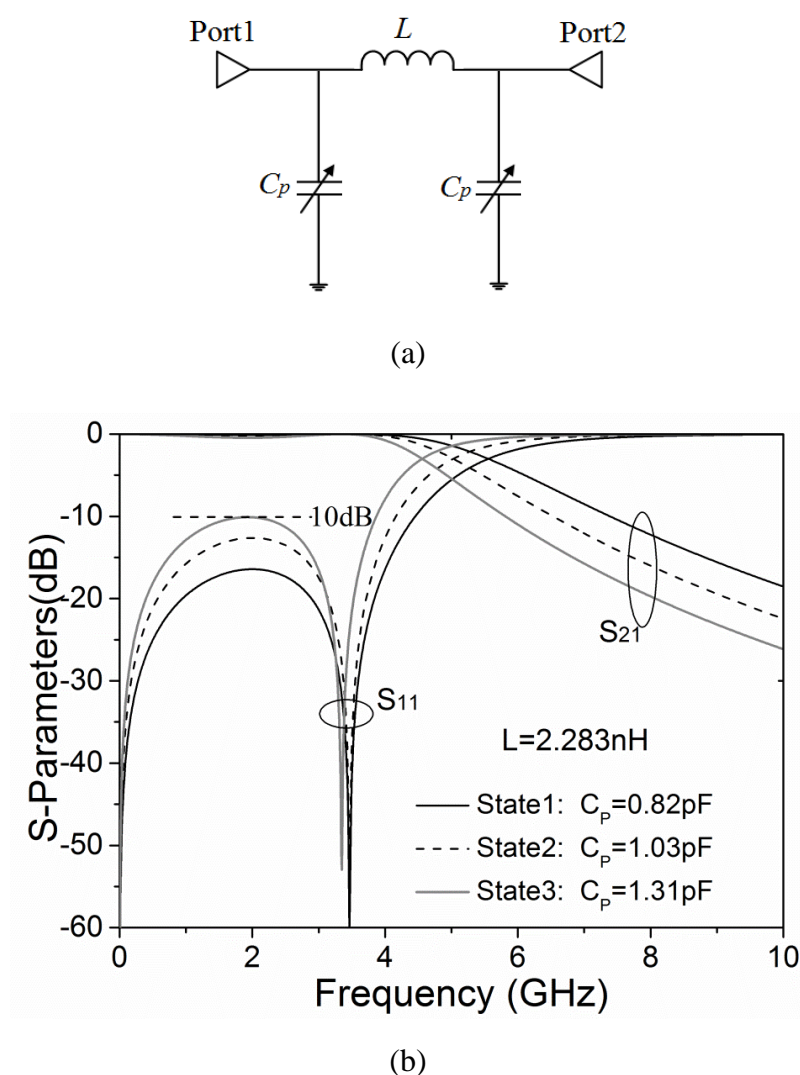 Port1
L
Port2
Cp
Cp
(a)
0
-10
-20
-30
-40
-50
-60
S-Parameters(dB)
10dB
S21
S11
L=2.283nH
State1: CP=0.82pF
State2: CP=1.03pF
State3: CP=1.31pF
0 2 4 6 8 10
Frequency (GHz)
(b)